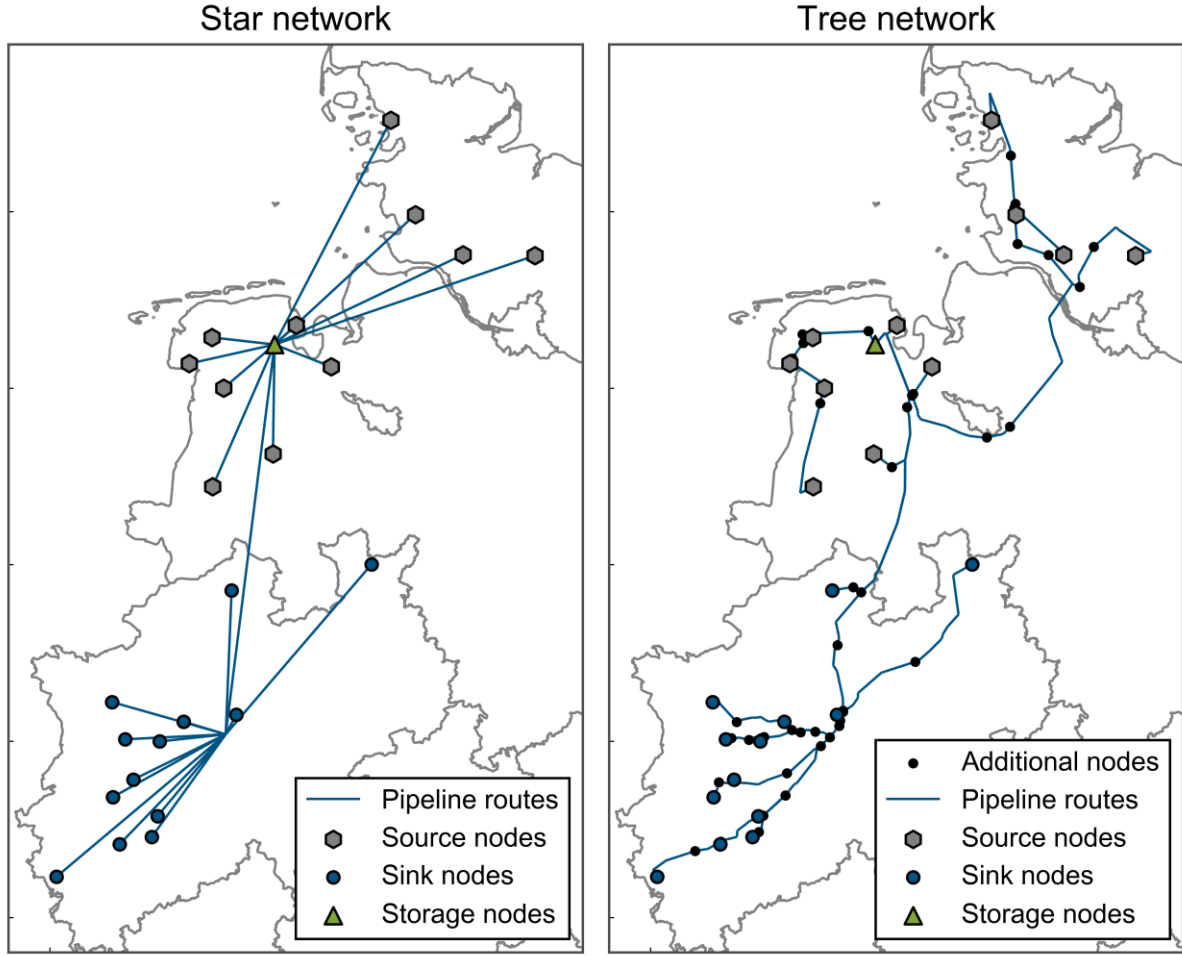 Star network
Tree network
Pipeline routes
Source nodes
Sink nodes
Storage nodes
Additional nodes
Pipeline routes
Source nodes
Sink nodes
Storage nodes